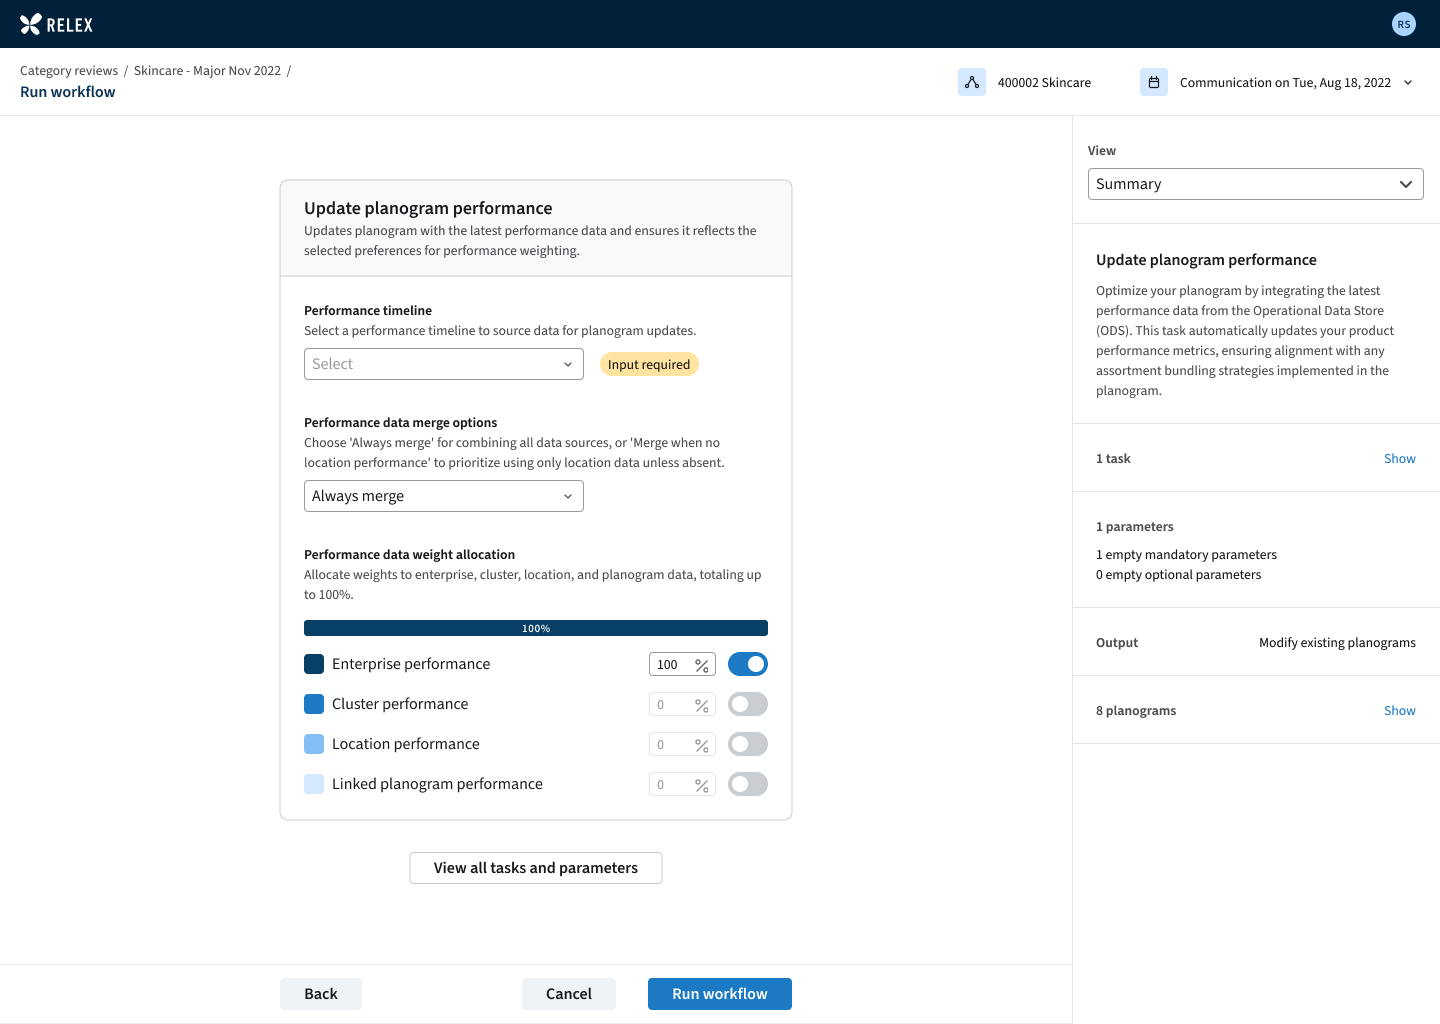 RELEX
RS
Category reviews / Skincare - Major Nov 2022 /
Run workflow
400002 Skincare
Communication on Tue, Aug 18, 2022
Update planogram performance
Updates planogram with the latest performance data and ensures it reflects the
selected preferences for performance weighting.
Performance timeline
Select a performance timeline to source data for planogram updates.
Select
Input required
Performance data merge options
Choose 'Always merge' for combining all data sources, or 'Merge when no
location performance' to prioritize using only location data unless absent.
Always merge
Performance data weight allocation
Allocate weights to enterprise, cluster, location, and planogram data, totaling up
to 100%.
100%
Enterprise performance 100 %
Cluster performance 0 %
Location performance 0 %
Linked planogram performance 0 %
View all tasks and parameters
Back
Cancel
Run workflow
View
Summary
Update planogram performance
Optimize your planogram by integrating the latest
performance data from the Operational Data Store
(ODS). This task automatically updates your product
performance metrics, ensuring alignment with any
assortment bundling strategies implemented in the
planogram.
1 task Show
1 parameters
1 empty mandatory parameters
0 empty optional parameters
Output Modify existing planograms
8 planograms Show